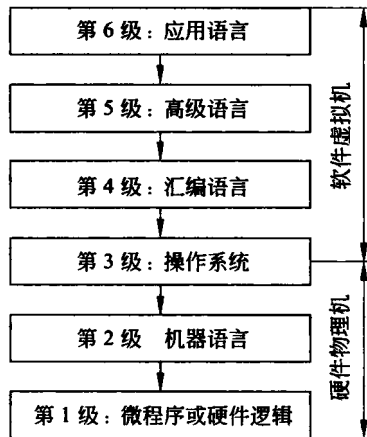 第6级：应用语言
第5级：高级语言
第4级：汇编语言
第3级：操作系统
第2级 机器语言
第1级：微程序或硬件逻辑
软件虚拟机
硬件物理机